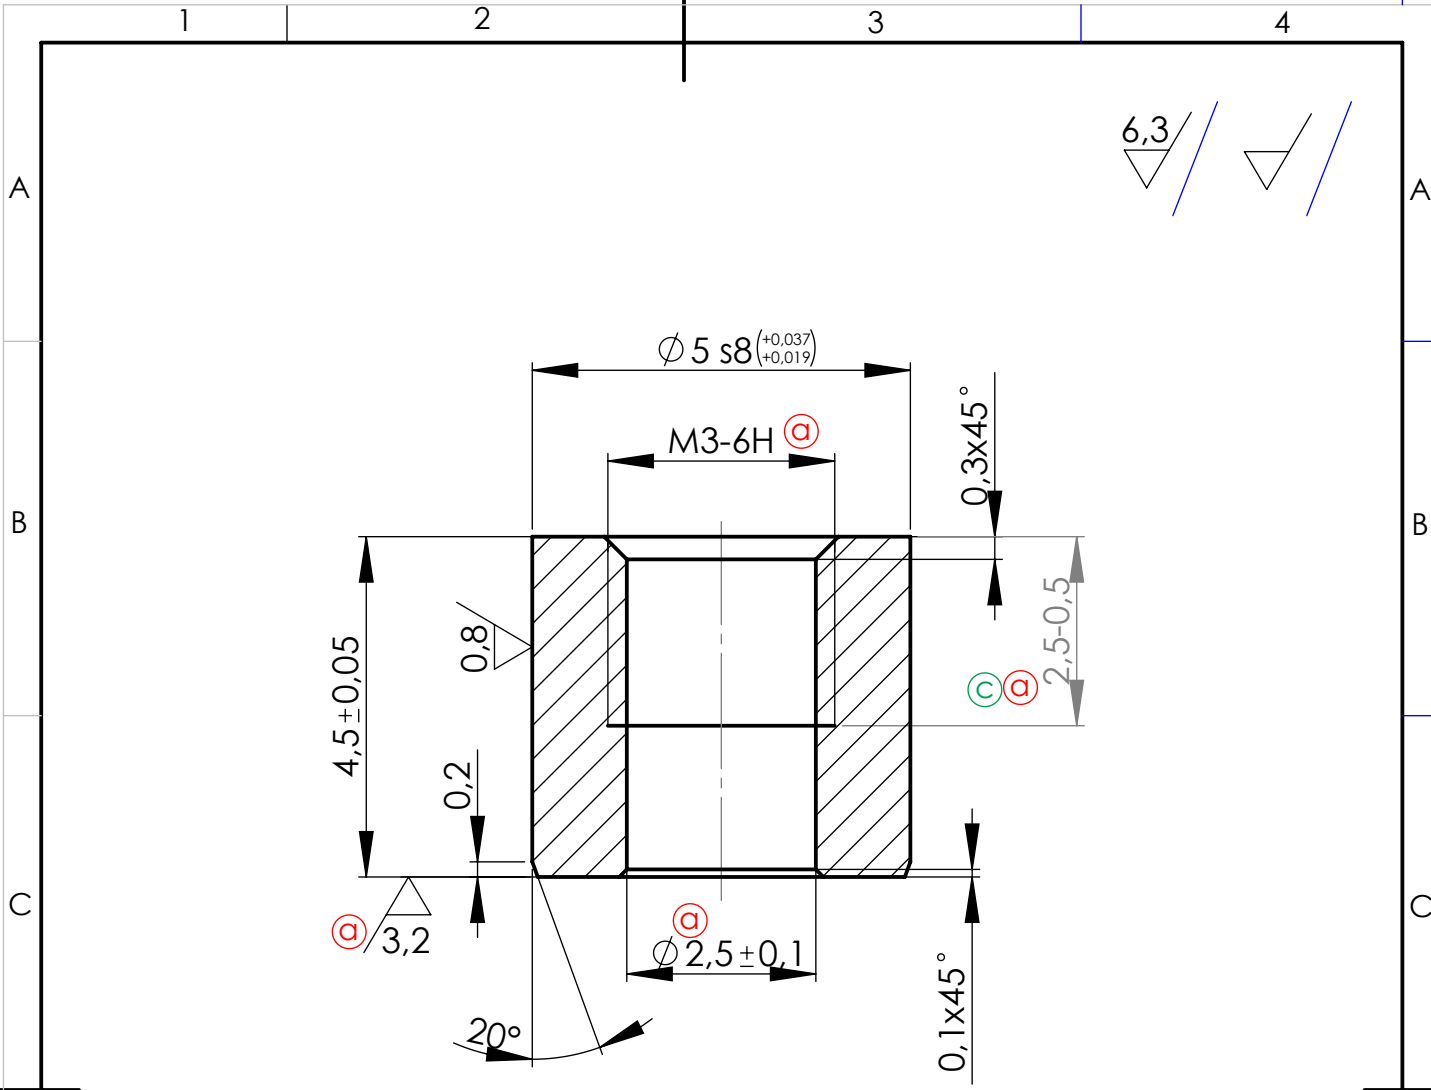 1 2 3 4
6,3
A A
⌀5 s8(+0,037 +0,019)
M3-6H a
0,3x45°
B B
2,5-0,5
0,8
4,5±0,05
c a
0,2
C C
a 3,2
a
⌀2,5±0,1
0,1x45°
20°